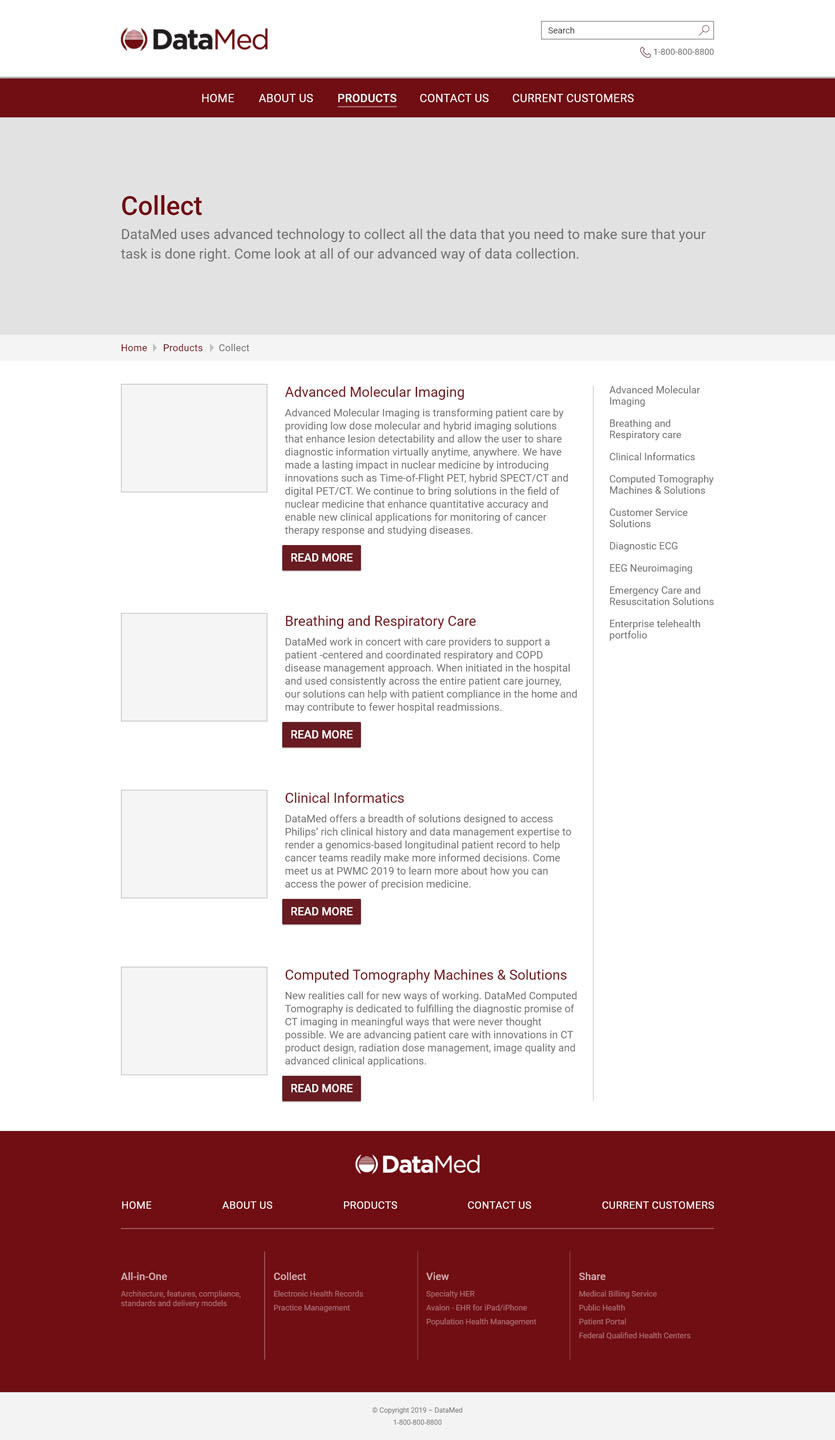 DataMed
Search
1-800-800-8800
HOME ABOUT US PRODUCTS CONTACT US CURRENT CUSTOMERS
Collect
DataMed uses advanced technology to collect all the data that you need to make sure that your
task is done right. Come look at all of our advanced way of data collection.
Home Products Collect
Advanced Molecular Imaging
Advanced Molecular Imaging is transforming patient care by
providing low dose molecular and hybrid imaging solutions
that enhance lesion detectability and allow the user to share
diagnostic information virtually anytime, anywhere. We have
made a lasting impact in nuclear medicine by introducing
innovations such as Time-of-Flight PET, hybrid SPECT/CT and
digital PET/CT. We continue to bring solutions in the field of
nuclear medicine that enhance quantitative accuracy and
enable new clinical applications for monitoring of cancer
therapy response and studying diseases.
READ MORE
Breathing and Respiratory Care
DataMed work in concert with care providers to support a
patient -centered and coordinated respiratory and COPD
disease management approach. When initiated in the hospital
and used consistently across the entire patient care journey,
our solutions can help with patient compliance in the home and
may contribute to fewer hospital readmissions.
READ MORE
Clinical Informatics
DataMed offers a breadth of solutions designed to access
Philips’ rich clinical history and data management expertise to
render a genomics-based longitudinal patient record to help
cancer teams readily make more informed decisions. Come
meet us at PWMC 2019 to learn more about how you can
access the power of precision medicine.
READ MORE
Computed Tomography Machines & Solutions
New realities call for new ways of working. DataMed Computed
Tomography is dedicated to fulfilling the diagnostic promise of
CT imaging in meaningful ways that were never thought
possible. We are advancing patient care with innovations in CT
product design, radiation dose management, image quality and
advanced clinical applications.
READ MORE
Advanced Molecular
Imaging
Breathing and
Respiratory care
Clinical Informatics
Computed Tomography
Machines & Solutions
Customer Service
Solutions
Diagnostic ECG
EEG Neuroimaging
Emergency Care and
Resuscitation Solutions
Enterprise telehealth
portfolio
DataMed
HOME ABOUT US PRODUCTS CONTACT US CURRENT CUSTOMERS
All-in-One
Architecture, features, compliance,
standards and delivery models
Collect
Electronic Health Records
Practice Management
View
Specialty HER
Avalon - EHR for iPad/iPhone
Population Health Management
Share
Medical Billing Service
Public Health
Patient Portal
Federal Qualified Health Centers
© Copyright 2019 – DataMed
1-800-800-8800